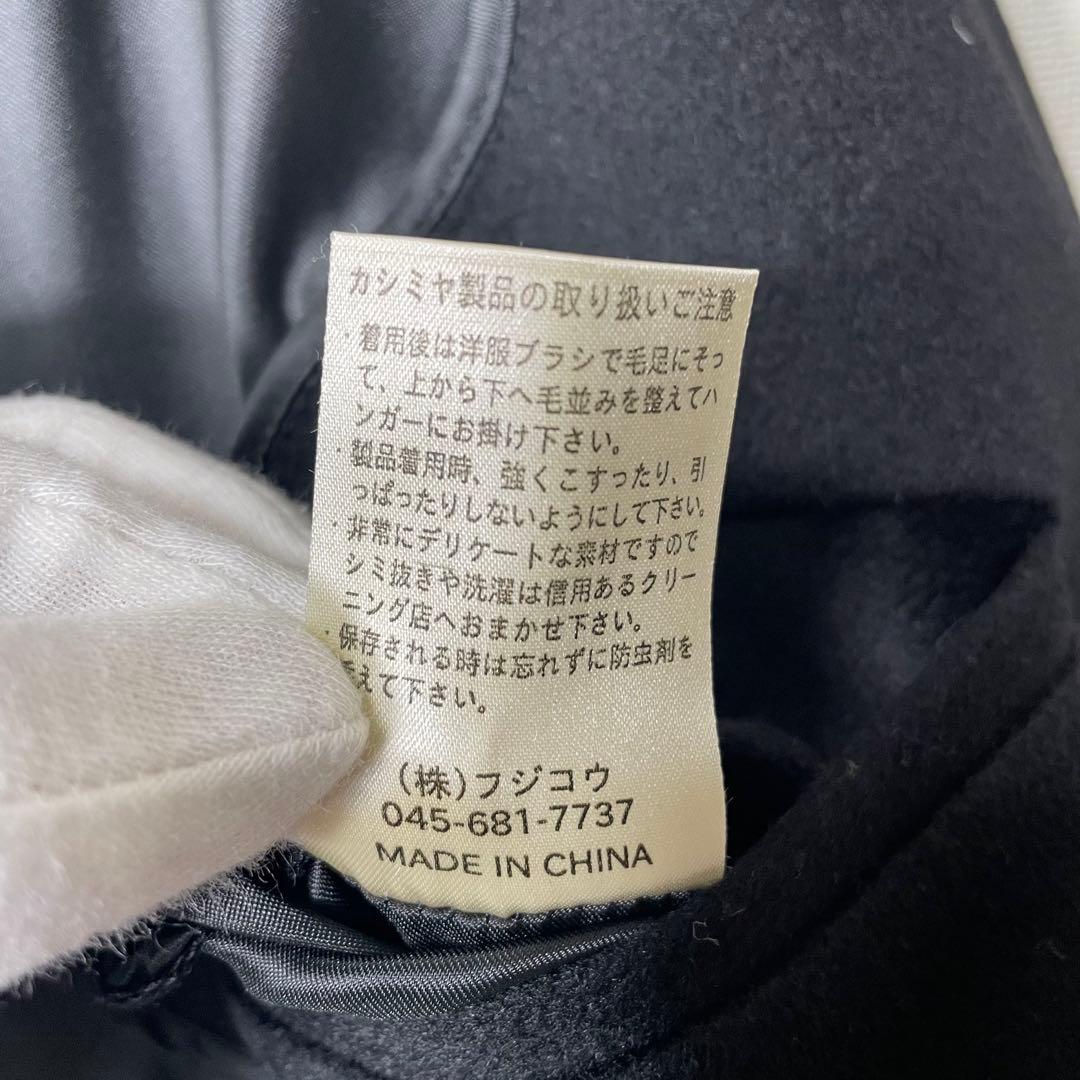 カシミヤ製品の取り扱いご注意
・着用後は洋服ブラシで毛足にそっ
て、上から下へ毛並みを整えてハ
ンガーにお掛け下さい。
・製品着用時、強くこすったり、引
っぱったりしないようにして下さい。
・非常にデリケートな素材ですので
シミ抜きや洗濯は信用あるクリー
ニング店へおまかせ下さい。
・保存される時は忘れずに防虫剤を
えて下さい。
(株)フジコウ
045-681-7737
MADE IN CHINA